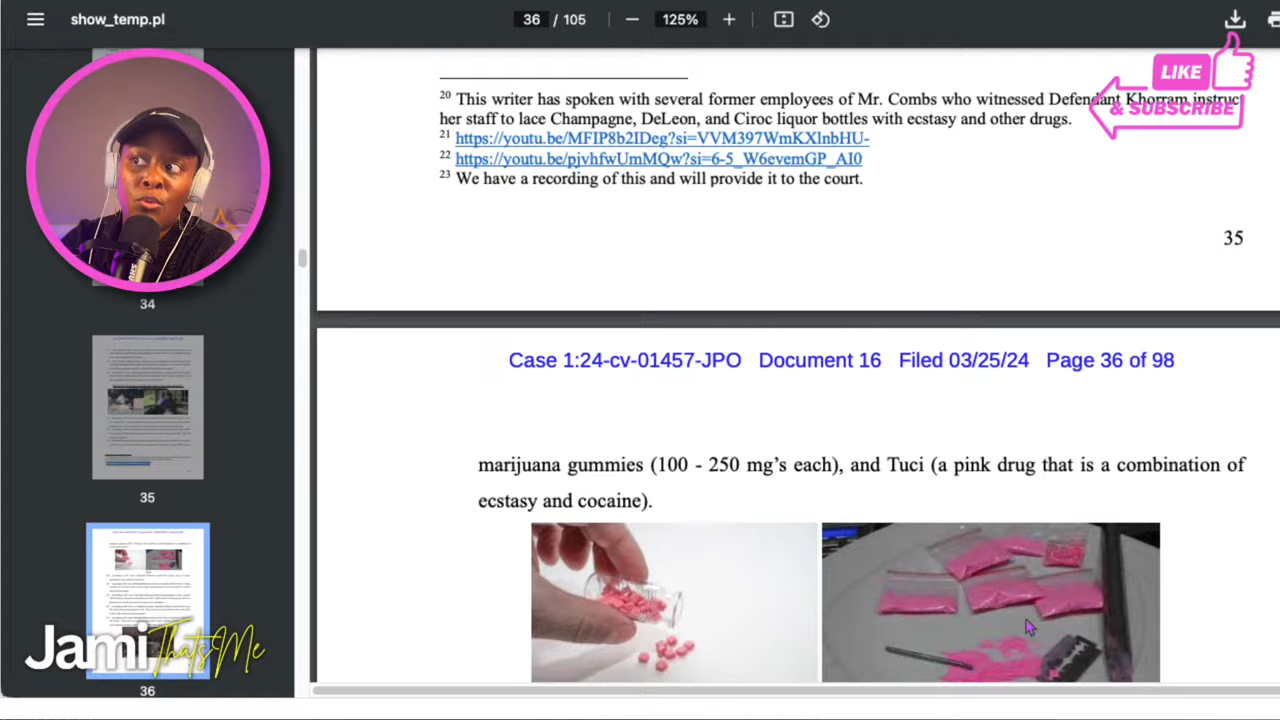 show_temp.pl
36 / 105
125%
LIKE
& SUBSCRIBE
20 This writer has spoken with several former employees of Mr. Combs who witnessed Defendant Khorram instruct
her staff to lace Champagne, DeLeon, and Ciroc liquor bottles with ecstasy and other drugs.
21 https://youtu.be/MFIP8b2IDeg?si=VVM397WmKXlnbHU-
22 https://youtu.be/pjvhfwUmMQw?si=6-5_W6evemGP_AI0
23 We have a recording of this and will provide it to the court.
35
34
Case 1:24-cv-01457-JPO Document 16 Filed 03/25/24 Page 36 of 98
marijuana gummies (100 - 250 mg's each), and Tuci (a pink drug that is a combination of
ecstasy and cocaine).
35
Jami ThatsMe
36